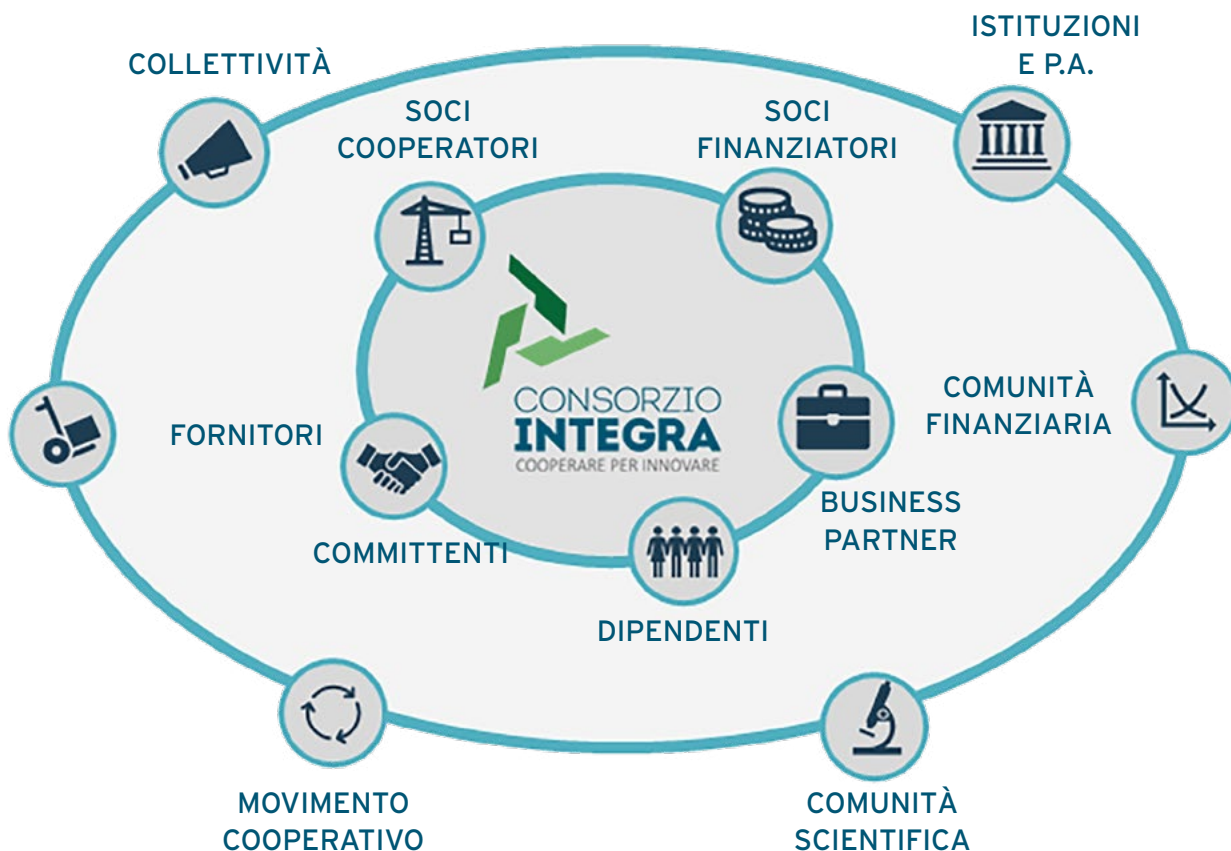 ISTITUZIONI
E P.A.
COLLETTIVITÀ
SOCI
COOPERATORI
SOCI
FINANZIATORI
COMUNITÀ
FINANZIARIA
CONSORZIO
INTEGRA
COOPERARE PER INNOVARE
FORNITORI
BUSINESS
PARTNER
COMMITTENTI
DIPENDENTI
MOVIMENTO
COOPERATIVO
COMUNITÀ
SCIENTIFICA